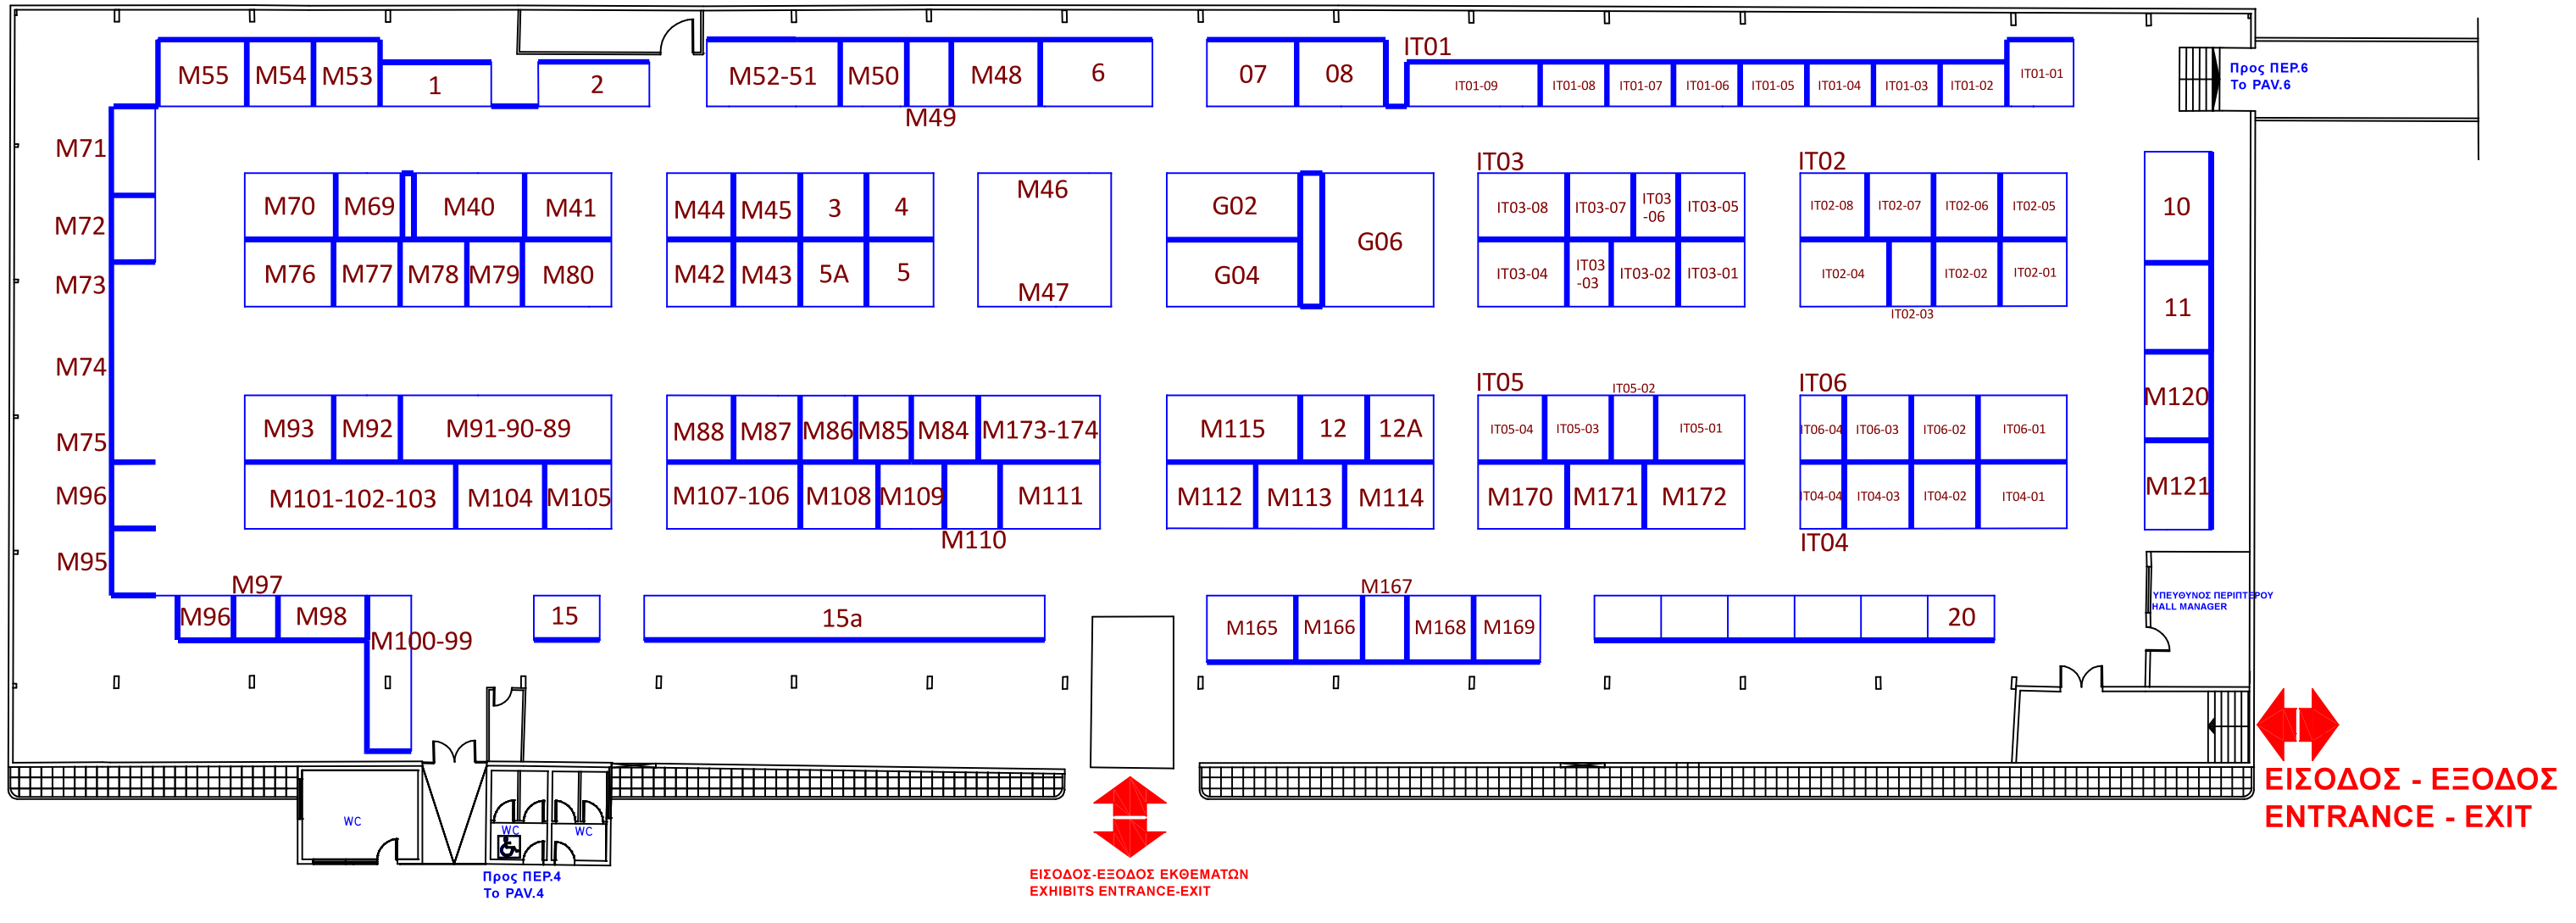 M55 M54 M53 1 2 M52-51 M50 M48 6 07 08 IT01
IT01-09 IT01-08 IT01-07 IT01-06 IT01-05 IT01-04 IT01-03 IT01-02 IT01-01
Προς ΠΕΡ.6
To PAV.6
M49
M71
M72
M73
M74
M75
M96
M95
M70 M69 M40 M41
M76 M77 M78 M79 M80
M44 M45 3 4
M42 M43 5A 5
M46
M47
G02
G04
G06
IT03
IT03-08 IT03-07 IT03
-06 IT03-05
IT03-04 IT03
-03 IT03-02 IT03-01
IT02
IT02-08 IT02-07 IT02-06 IT02-05
IT02-04 IT02-02 IT02-01
IT02-03
10
11
M120
M121
M93 M92 M91-90-89
M101-102-103 M104 M105
M88 M87 M86 M85 M84 M173-174
M107-106 M108 M109 M111
M110
M115 12 12A
M112 M113 M114
IT05
IT05-02
IT05-04 IT05-03 IT05-01
M170 M171 M172
IT06
IT06-04 IT06-03 IT06-02 IT06-01
IT04-04 IT04-03 IT04-02 IT04-01
IT04
M97
M96 M98
M100-99
15
15a
M167
M165 M166 M168 M169
20
ΥΠΕΥΘΥΝΟΣ ΠΕΡΙΠΤΕΡΟΥ
HALL MANAGER
ΕΙΣΟΔΟΣ - ΕΞΟΔΟΣ
ENTRANCE - EXIT
WC
WC
WC
Προς ΠΕΡ.4
To PAV.4
ΕΙΣΟΔΟΣ-ΕΞΟΔΟΣ ΕΚΘΕΜΑΤΩΝ
EXHIBITS ENTRANCE-EXIT